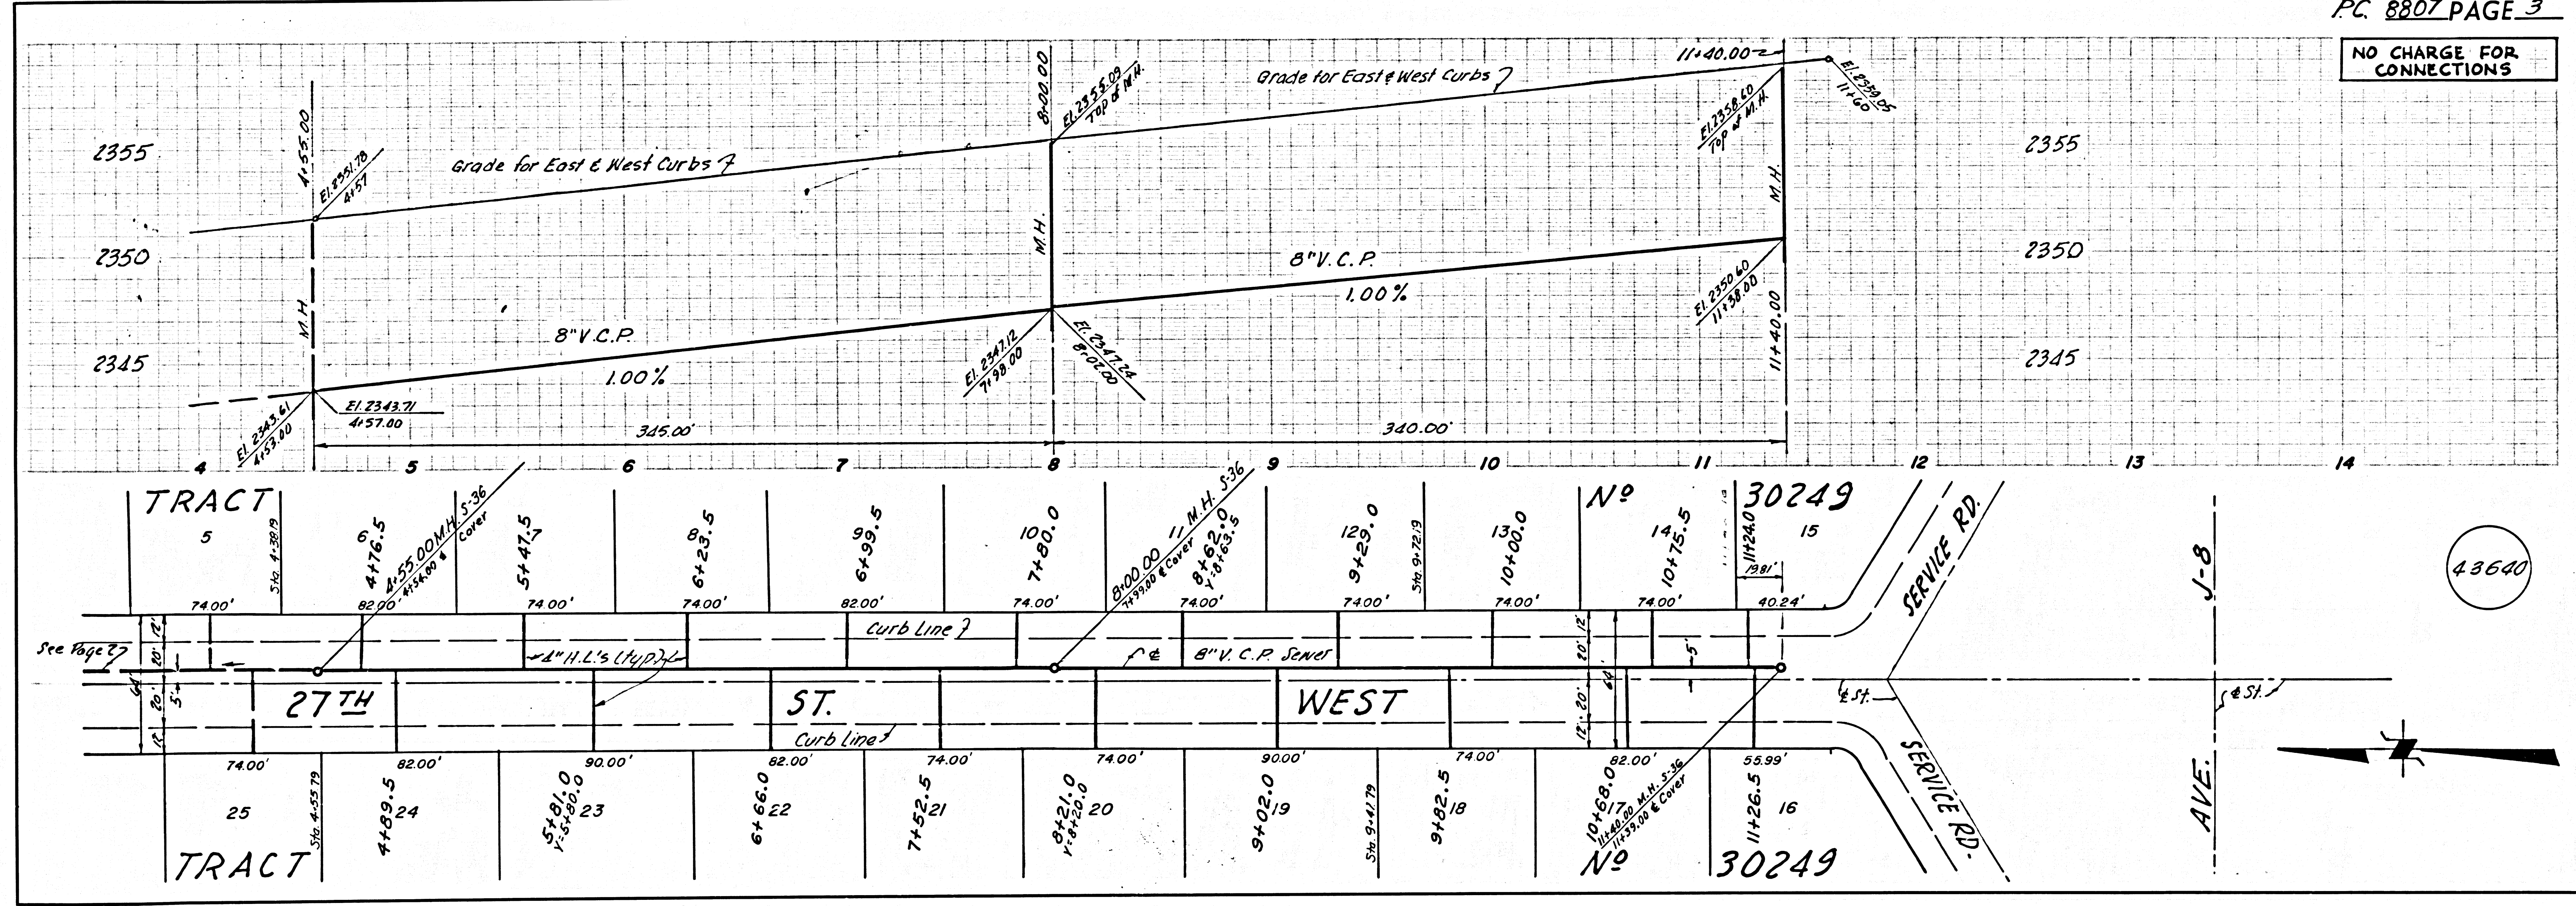 P.C. 8807 PAGE 3
NO CHARGE FOR
CONNECTIONS
11+40.00
Grade for East & West Curbs
El. 2359.05
11+60
8+00.00
El. 2355.09
Top of M.H.
El. 2358.60
Top of M.H.
4+55.00
El. 2351.78
4+57
Grade for East & West Curbs
2355
2355
M.H.
M.H.
2350
2350
8" V.C.P.
1.00%
El. 2350.60
11+38.00
11+40.00
M.H
8" V.C.P.
1.00%
El. 2347.12
7+98.00
El. 2347.24
8+02.00
2345
2345
El. 2343.61
4+53.00
El. 2343.71
4+57.00
345.00'
340.00'
4 5 6 7 8 9 10 11 12 13 14
TRACT
Nº 30249
5 6 7 8 9 10 11 12 13 14 15
Sta. 4+38.19
4+76.5
4+55.00 M.H. S-36
4+54.00 ⅊ Cover
5+47.5
6+23.5
6+99.5
7+80.0
8+00.00 M.H. S-36
7+99.00 ⅊ Cover
8+62.0
Y=8+63.5
9+29.0
Sta. 9+72.19
10+00.0
10+75.5
11+24.0
19.81'
SERVICE RD.
J-8
43640
74.00' 82.00' 74.00' 74.00' 82.00' 74.00' 74.00' 74.00' 74.00' 74.00' 40.24'
Curb Line
See Page 2
4" H.L.'s (typ.)
⅊ 8" V.C.P. Sewer
12' 20' 20' 12' 64' 5'
12' 20' 20' 12' 64' 5'
27TH ST. WEST
℄ St.
℄ St.
Curb Line
74.00' 82.00' 90.00' 82.00' 74.00' 74.00' 90.00' 74.00' 82.00' 55.99'
25 24 23 22 21 20 19 18 17 16
Sta. 4+55.79
4+89.5
5+81.0
Y=5+80.0
6+66.0
7+52.5
8+21.0
Y=8+20.0
9+02.0
Sta. 9+41.79
9+82.5
10+68.0
11+40.00 M.H. S-36
11+39.00 ⅊ Cover
11+26.5
SERVICE RD.
AVE.
TRACT
Nº 30249